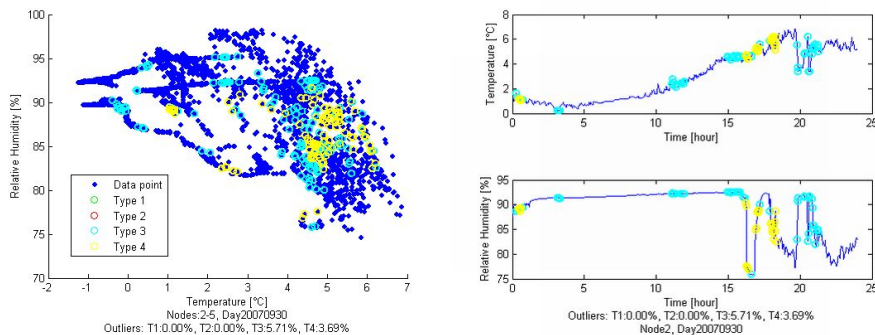 100
95
90
85
80
75
70
Relative Humidity [%]
Data point
Type 1
Type 2
Type 3
Type 4
-2 -1 0 1 2 3 4 5 6 7
Temperature [°C]
Nodes:2-5, Day20070930
Outliers: T1:0.00%, T2:0.00%, T3:5.71%, T4:3.69%
8
6
4
2
0
Temperature [°C]
0 5 10 15 20 25
Time [hour]
95
90
85
80
75
Relative Humidity [%]
0 5 10 15 20 25
Time [hour]
Outliers: T1:0.00%, T2:0.00%, T3:5.71%, T4:3.69%
Node2, Day20070930